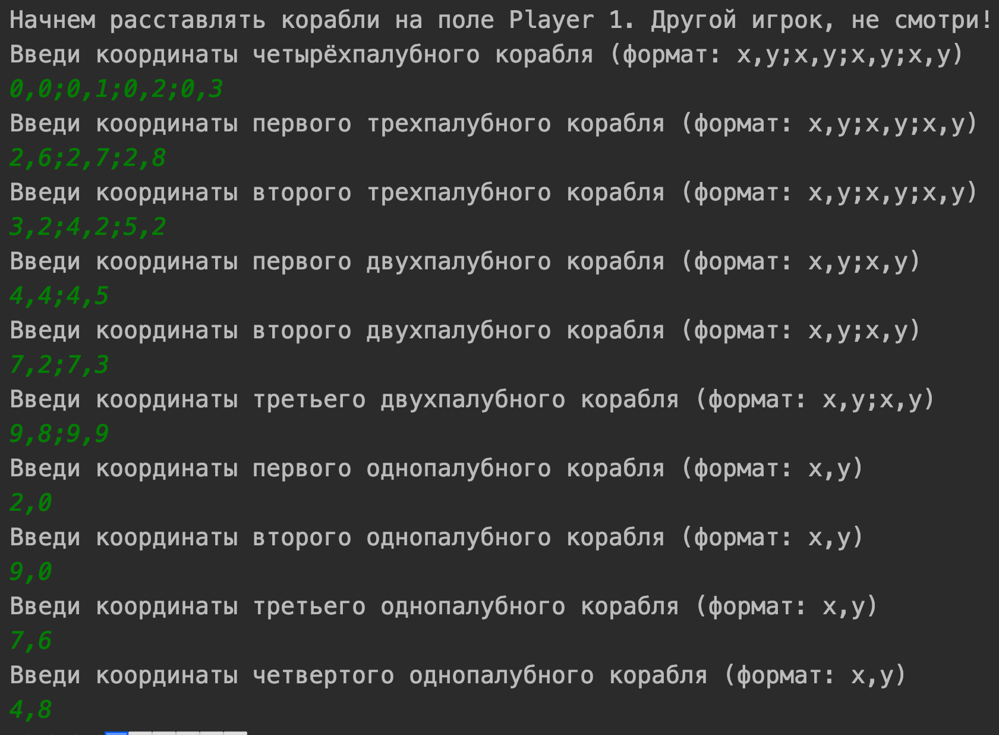 Начнем расставлять корабли на поле Player 1. Другой игрок, не смотри!
Введи координаты четырёхпалубного корабля (формат: x,y;x,y;x,y;x,y)
0,0;0,1;0,2;0,3
Введи координаты первого трехпалубного корабля (формат: x,y;x,y;x,y)
2,6;2,7;2,8
Введи координаты второго трехпалубного корабля (формат: x,y;x,y;x,y)
3,2;4,2;5,2
Введи координаты первого двухпалубного корабля (формат: x,y;x,y)
4,4;4,5
Введи координаты второго двухпалубного корабля (формат: x,y;x,y)
7,2;7,3
Введи координаты третьего двухпалубного корабля (формат: x,y;x,y)
9,8;9,9
Введи координаты первого однопалубного корабля (формат: x,y)
2,0
Введи координаты второго однопалубного корабля (формат: x,y)
9,0
Введи координаты третьего однопалубного корабля (формат: x,y)
7,6
Введи координаты четвертого однопалубного корабля (формат: x,y)
4,8